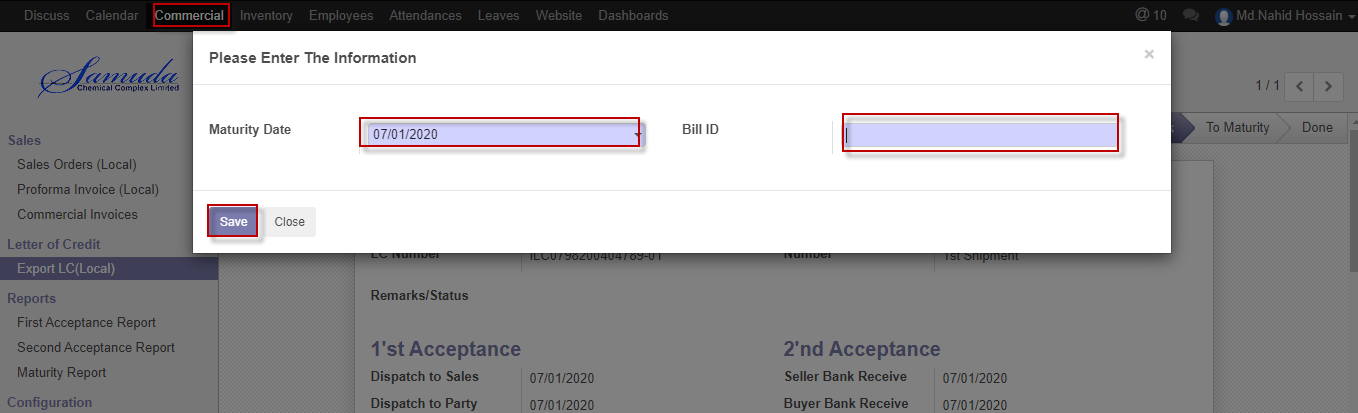 Discuss Calendar Commercial Inventory Employees Attendances Leaves Website Dashboards @ 10 Md.Nahid Hossain
Please Enter The Information ×
Samuda
Chemical Complex Limited
1 / 1
Maturity Date 07/01/2020 Bill ID
To Maturity Done
Sales
Sales Orders (Local)
Proforma Invoice (Local)
Commercial Invoices
Save Close
Letter of Credit
LC Number ILC0798200404789-01 Number 1st Shipment
Export LC(Local)
Remarks/Status
Reports
First Acceptance Report
Second Acceptance Report
Maturity Report
Configuration
1'st Acceptance 2'nd Acceptance
Dispatch to Sales 07/01/2020 Seller Bank Receive 07/01/2020
Dispatch to Party 07/01/2020 Buyer Bank Receive 07/01/2020